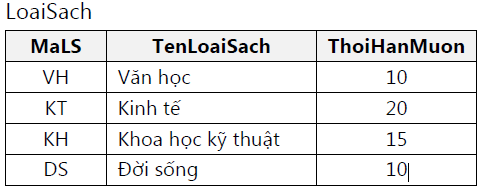 LoaiSach
MaLS TenLoaiSach ThoiHanMuon
VH Văn học 10
KT Kinh tế 20
KH Khoa học kỹ thuật 15
DS Đời sống 10